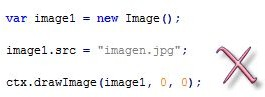 var image1 = new Image();
image1.src = "imagen.jpg";
ctx.drawImage(image1, 0, 0);